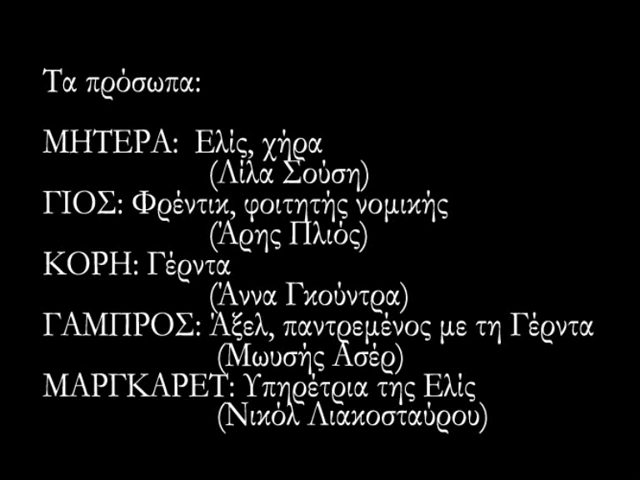 Τα πρόσωπα:
ΜΗΤΕΡΑ: Ελίς, χήρα
(Λίλα Σούση)
ΓΙΟΣ: Φρέντικ, φοιτητής νομικής
(Άρης Πλιός)
ΚΟΡΗ: Γέρντα
(Άννα Γκούντρα)
ΓΑΜΠΡΟΣ: Άξελ, παντρεμένος με τη Γέρντα
(Μωυσής Ασέρ)
ΜΑΡΓΚΑΡΕΤ: Υπηρέτρια της Ελίς
(Νικόλ Λιακοσταύρου)